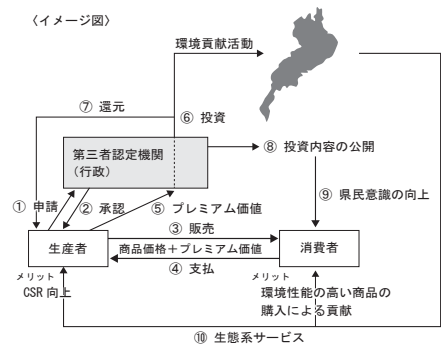 〈イメージ図〉
環境貢献活動
⑦ 還元
⑥ 投資
第三者認定機関
(行政)
⑧ 投資内容の公開
① 申請
② 承認
⑤ プレミアム価値
⑨ 県民意識の向上
③ 販売
生産者
商品価格＋プレミアム価値
消費者
④ 支払
メリット
CSR 向上
メリット
環境性能の高い商品の
購入による貢献
⑩ 生態系サービス